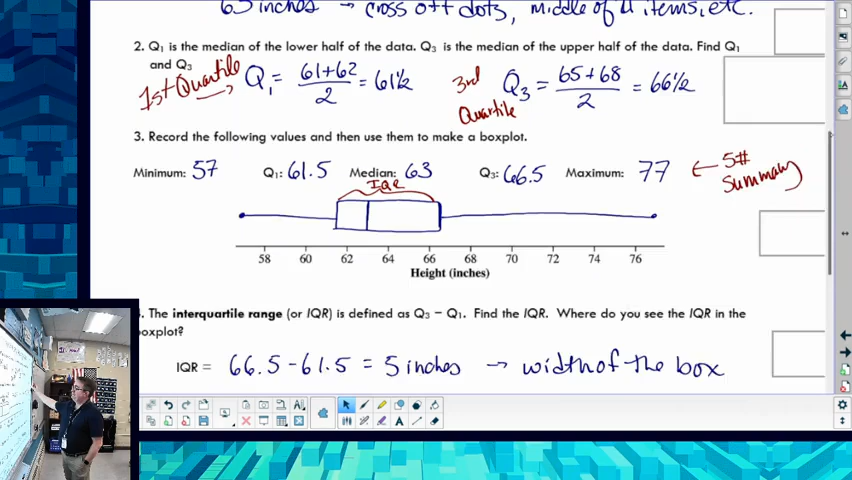 63 inches → cross off dots, middle of 11 items, etc.
2. Q1 is the median of the lower half of the data. Q3 is the median of the upper half of the data. Find Q1
and Q3
1st Quartile → Q1 = 61+62/2 = 61½ 3rd Quartile Q3 = 65+68/2 = 66½
3. Record the following values and then use them to make a boxplot.
Minimum: 57 Q1: 61.5 Median: 63 Q3: 66.5 Maximum: 77 ← 5# Summary
IQR
58 60 62 64 66 68 70 72 74 76
Height (inches)
. The interquartile range (or IQR) is defined as Q3 – Q1. Find the IQR. Where do you see the IQR in the
boxplot?
IQR = 66.5 - 61.5 = 5 inches → width of the box